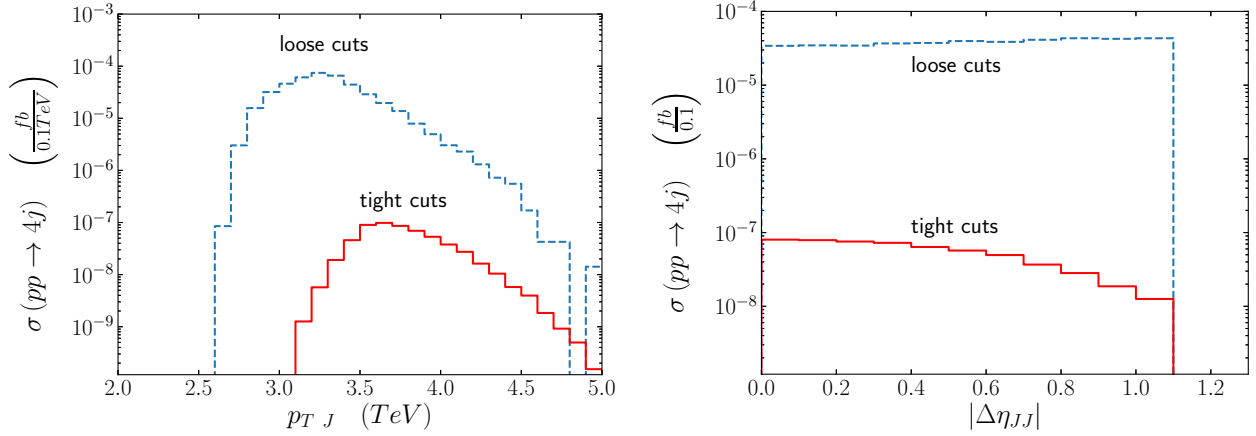 10⁻³
10⁻⁴
10⁻⁵
10⁻⁶
10⁻⁷
10⁻⁸
10⁻⁹
σ (pp → 4j) (fb/0.1TeV)
loose cuts
tight cuts
2.0 2.5 3.0 3.5 4.0 4.5 5.0
p_{T J} (TeV)
10⁻⁴
10⁻⁵
10⁻⁶
10⁻⁷
10⁻⁸
σ (pp → 4j) (fb/0.1)
loose cuts
tight cuts
0.0 0.2 0.4 0.6 0.8 1.0 1.2
|Δη_{JJ}|